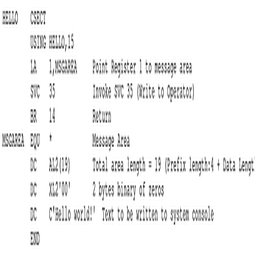 HELLO CSECT
USING HELLO,15
LA 1,MSGAREA Point Register 1 to message area
SVC 35 Invoke SVC 35 (Write to Operator)
BR 14 Return
MSGAREA EQU * Message Area
DC AL2(19) Total area length = 19 (Prefix length:4 + Data Lengt
DC XL2'00' 2 bytes binary of zeros
DC C'Hello world!' Text to be written to system console
END